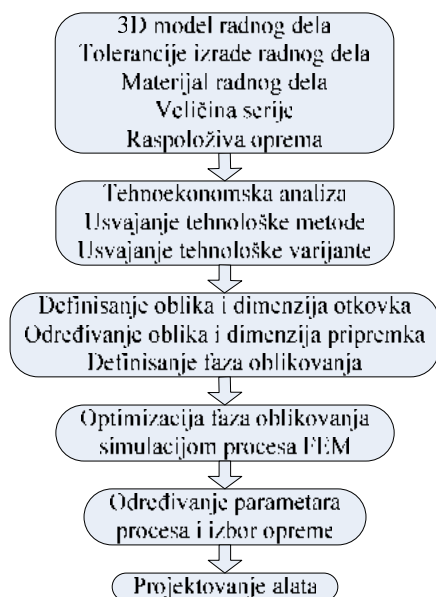 3D model radnog dela
Tolerancije izrade radnog dela
Materijal radnog dela
Veličina serije
Raspoloživa oprema
Tehnoekonomska analiza
Usvajanje tehnološke metode
Usvajanje tehnološke varijante
Definisanje oblika i dimenzija otkovka
Određivanje oblika i dimenzija pripremka
Definisanje faza oblikovanja
Optimizacija faza oblikovanja
simulacijom procesa FEM
Određivanje parametara
procesa i izbor opreme
Projektovanje alata